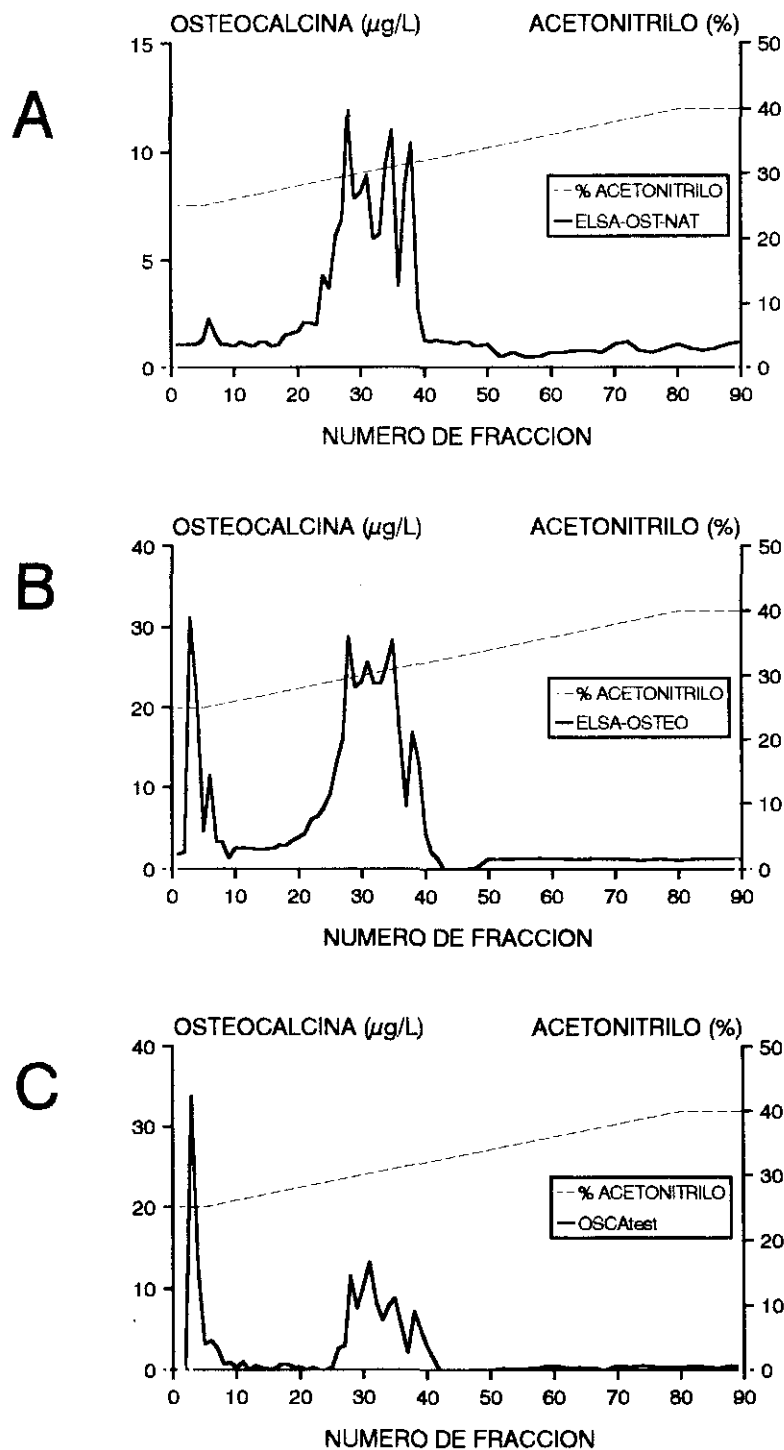 A
OSTEOCALCINA (µg/L) ACETONITRILO (%)
15 50
40
10
30
% ACETONITRILO
ELSA-OST-NAT
20
5
10
0 0
0 10 20 30 40 50 60 70 80 90
NUMERO DE FRACCION
B
OSTEOCALCINA (µg/L) ACETONITRILO (%)
40 50
40
30
30
% ACETONITRILO
ELSA-OSTEO
20
20
10
10
0 0
0 10 20 30 40 50 60 70 80 90
NUMERO DE FRACCION
C
OSTEOCALCINA (µg/L) ACETONITRILO (%)
40 50
40
30
30
% ACETONITRILO
OSCAtest
20
20
10
10
0 0
0 10 20 30 40 50 60 70 80 90
NUMERO DE FRACCION